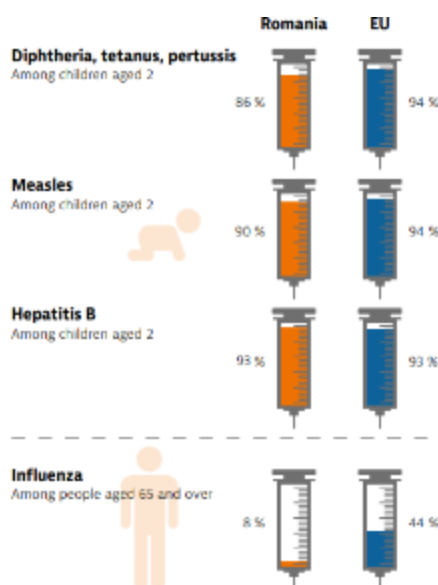 Romania EU
Diphtheria, tetanus, pertussis
Among children aged 2
86 % 94 %
Measles
Among children aged 2
90 % 94 %
Hepatitis B
Among children aged 2
93 % 93 %
Influenza
Among people aged 65 and over
8 % 44 %